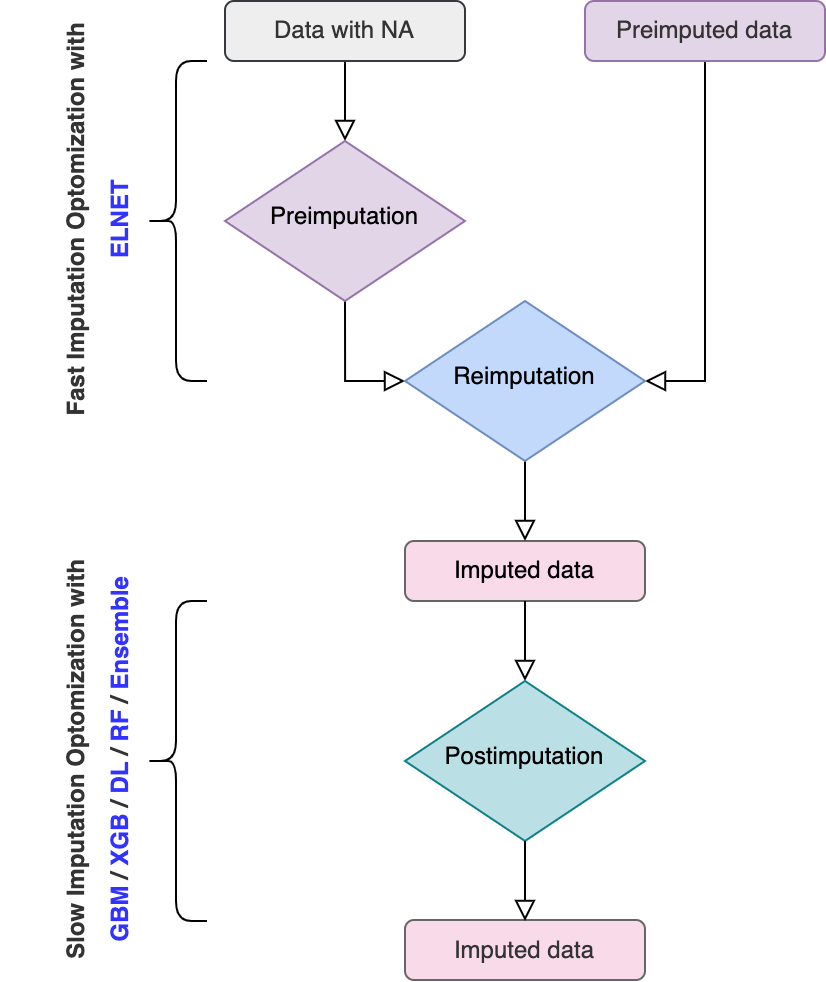 Data with NA
Preimputed data
Fast Imputation Optomization with
ELNET
Preimputation
Reimputation
Imputed data
Slow Imputation Optomization with
GBM / XGB / DL / RF / Ensemble
Postimputation
Imputed data